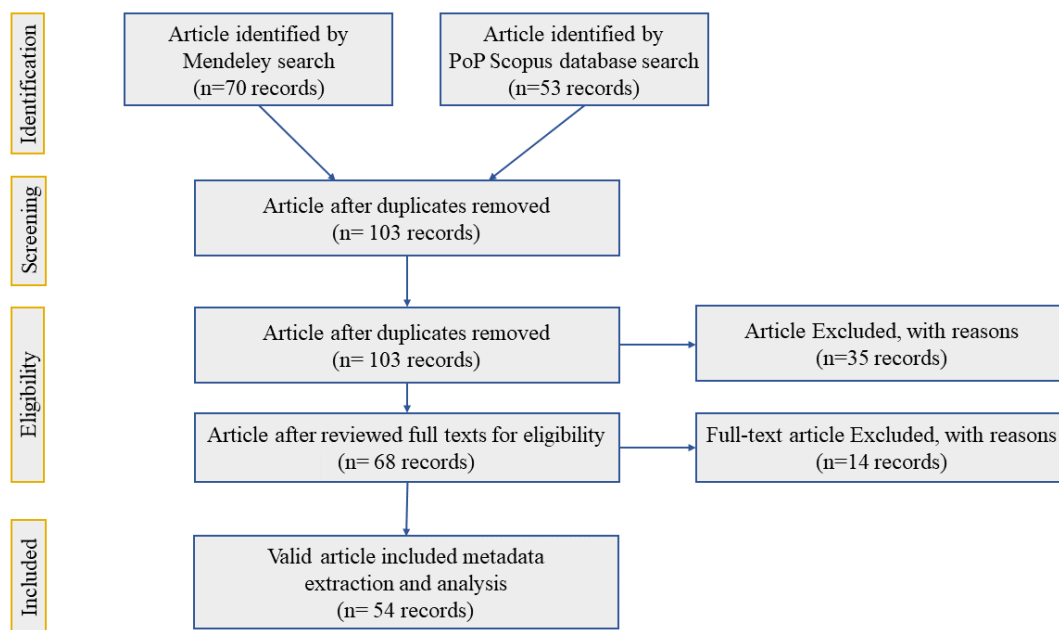 Identification
Article identified by
Mendeley search
(n=70 records)
Article identified by
PoP Scopus database search
(n=53 records)
Screening
Article after duplicates removed
(n= 103 records)
Eligibility
Article after duplicates removed
(n= 103 records)
Article Excluded, with reasons
(n=35 records)
Article after reviewed full texts for eligibility
(n= 68 records)
Full-text article Excluded, with reasons
(n=14 records)
Included
Valid article included metadata
extraction and analysis
(n= 54 records)